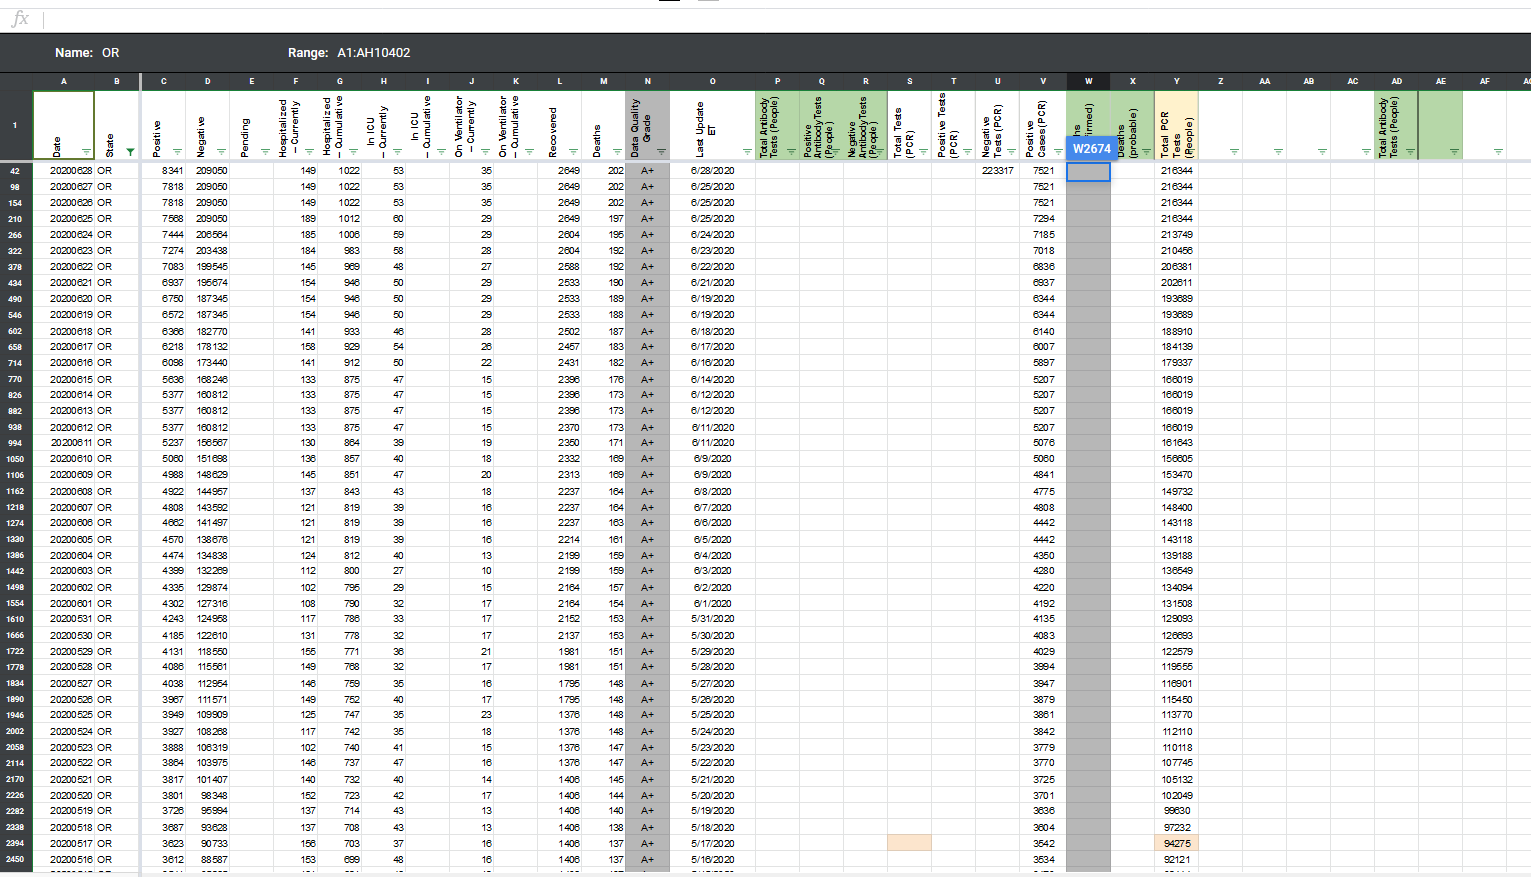 fx
Name: OR Range: A1:AH10402
A B C D E F G H I J K L M N O P Q R S T U V W X Y Z AA AB AC AD AE AF
1 Date State Positive Negative Pending Hospitalized – Currently Hospitalized – Cumulative In ICU – Currently In ICU – Cumulative On Ventilator – Currently On Ventilator – Cumulative Recovered Deaths Data Quality Grade Last Update ET Total Antibody Tests (People) Positive Antibody Tests (People) Negative Antibody Tests (People) Total Tests (PCR) Positive Tests (PCR) Negative Tests (PCR) Positive Cases (PCR) W2674 Deaths (probable) Total PCR Tests (People) Total Antibody Tests (People)
42 20200628 OR 8341 209050 149 1022 53 35 2649 202 A+ 6/28/2020 223317 7521 216344
98 20200627 OR 7818 209050 149 1022 53 35 2649 202 A+ 6/25/2020 7521 216344
154 20200626 OR 7818 209050 149 1022 53 35 2649 202 A+ 6/25/2020 7521 216344
210 20200625 OR 7568 209050 189 1012 60 29 2649 197 A+ 6/25/2020 7294 216344
266 20200624 OR 7444 206564 185 1006 59 29 2604 195 A+ 6/24/2020 7185 213749
322 20200623 OR 7274 203438 184 983 58 28 2604 192 A+ 6/23/2020 7018 210456
378 20200622 OR 7083 199545 145 969 48 27 2588 192 A+ 6/22/2020 6836 206381
434 20200621 OR 6937 195674 154 946 50 29 2533 190 A+ 6/21/2020 6937 202611
490 20200620 OR 6750 187345 154 946 50 29 2533 189 A+ 6/19/2020 6344 193689
546 20200619 OR 6572 187345 154 946 50 29 2533 188 A+ 6/19/2020 6344 193689
602 20200618 OR 6366 182770 141 933 46 28 2502 187 A+ 6/18/2020 6140 188910
658 20200617 OR 6218 178132 158 929 54 26 2457 183 A+ 6/17/2020 6007 184139
714 20200616 OR 6098 173440 141 912 50 22 2431 182 A+ 6/16/2020 5897 179337
770 20200615 OR 5636 168246 133 875 47 15 2396 176 A+ 6/14/2020 5207 166019
826 20200614 OR 5377 160812 133 875 47 15 2396 173 A+ 6/12/2020 5207 166019
882 20200613 OR 5377 160812 133 875 47 15 2396 173 A+ 6/12/2020 5207 166019
938 20200612 OR 5377 160812 133 875 47 15 2370 173 A+ 6/11/2020 5207 166019
994 20200611 OR 5237 156567 130 864 39 19 2350 171 A+ 6/11/2020 5076 161643
1050 20200610 OR 5060 151698 136 857 40 18 2332 169 A+ 6/9/2020 5060 156605
1106 20200609 OR 4988 148629 145 851 47 20 2313 169 A+ 6/9/2020 4841 153470
1162 20200608 OR 4922 144957 137 843 43 18 2237 164 A+ 6/8/2020 4775 149732
1218 20200607 OR 4808 143592 121 819 39 16 2237 164 A+ 6/7/2020 4808 148400
1274 20200606 OR 4662 141497 121 819 39 16 2237 163 A+ 6/6/2020 4442 143118
1330 20200605 OR 4570 138676 121 819 39 16 2214 161 A+ 6/5/2020 4442 143118
1386 20200604 OR 4474 134838 124 812 40 13 2199 159 A+ 6/4/2020 4350 139188
1442 20200603 OR 4399 132269 112 800 27 10 2199 159 A+ 6/3/2020 4280 136549
1498 20200602 OR 4335 129874 102 795 29 15 2164 157 A+ 6/2/2020 4220 134094
1554 20200601 OR 4302 127316 108 790 32 17 2164 154 A+ 6/1/2020 4192 131508
1610 20200531 OR 4243 124958 117 786 33 17 2152 153 A+ 5/31/2020 4135 129093
1666 20200530 OR 4185 122610 131 778 32 17 2137 153 A+ 5/30/2020 4083 126693
1722 20200529 OR 4131 118550 155 771 36 21 1981 151 A+ 5/29/2020 4029 122579
1778 20200528 OR 4086 115561 149 768 32 17 1981 151 A+ 5/28/2020 3994 119555
1834 20200527 OR 4038 112954 146 759 35 16 1795 148 A+ 5/27/2020 3947 116901
1890 20200526 OR 3967 111571 149 752 40 17 1795 148 A+ 5/26/2020 3879 115450
1946 20200525 OR 3949 109909 125 747 35 23 1376 148 A+ 5/25/2020 3861 113770
2002 20200524 OR 3927 108268 117 742 35 18 1376 148 A+ 5/24/2020 3842 112110
2058 20200523 OR 3888 106319 102 740 41 15 1376 147 A+ 5/23/2020 3779 110118
2114 20200522 OR 3864 103975 146 737 47 16 1376 147 A+ 5/22/2020 3770 107745
2170 20200521 OR 3817 101407 140 732 40 14 1406 145 A+ 5/21/2020 3725 105132
2226 20200520 OR 3801 98348 152 723 42 17 1406 144 A+ 5/20/2020 3701 102049
2282 20200519 OR 3726 95994 137 714 43 13 1406 140 A+ 5/19/2020 3636 99630
2338 20200518 OR 3687 93628 137 708 43 13 1406 138 A+ 5/18/2020 3604 97232
2394 20200517 OR 3623 90733 156 703 37 16 1406 137 A+ 5/17/2020 3542 94275
2450 20200516 OR 3612 88587 153 699 48 16 1406 137 A+ 5/16/2020 3534 92121